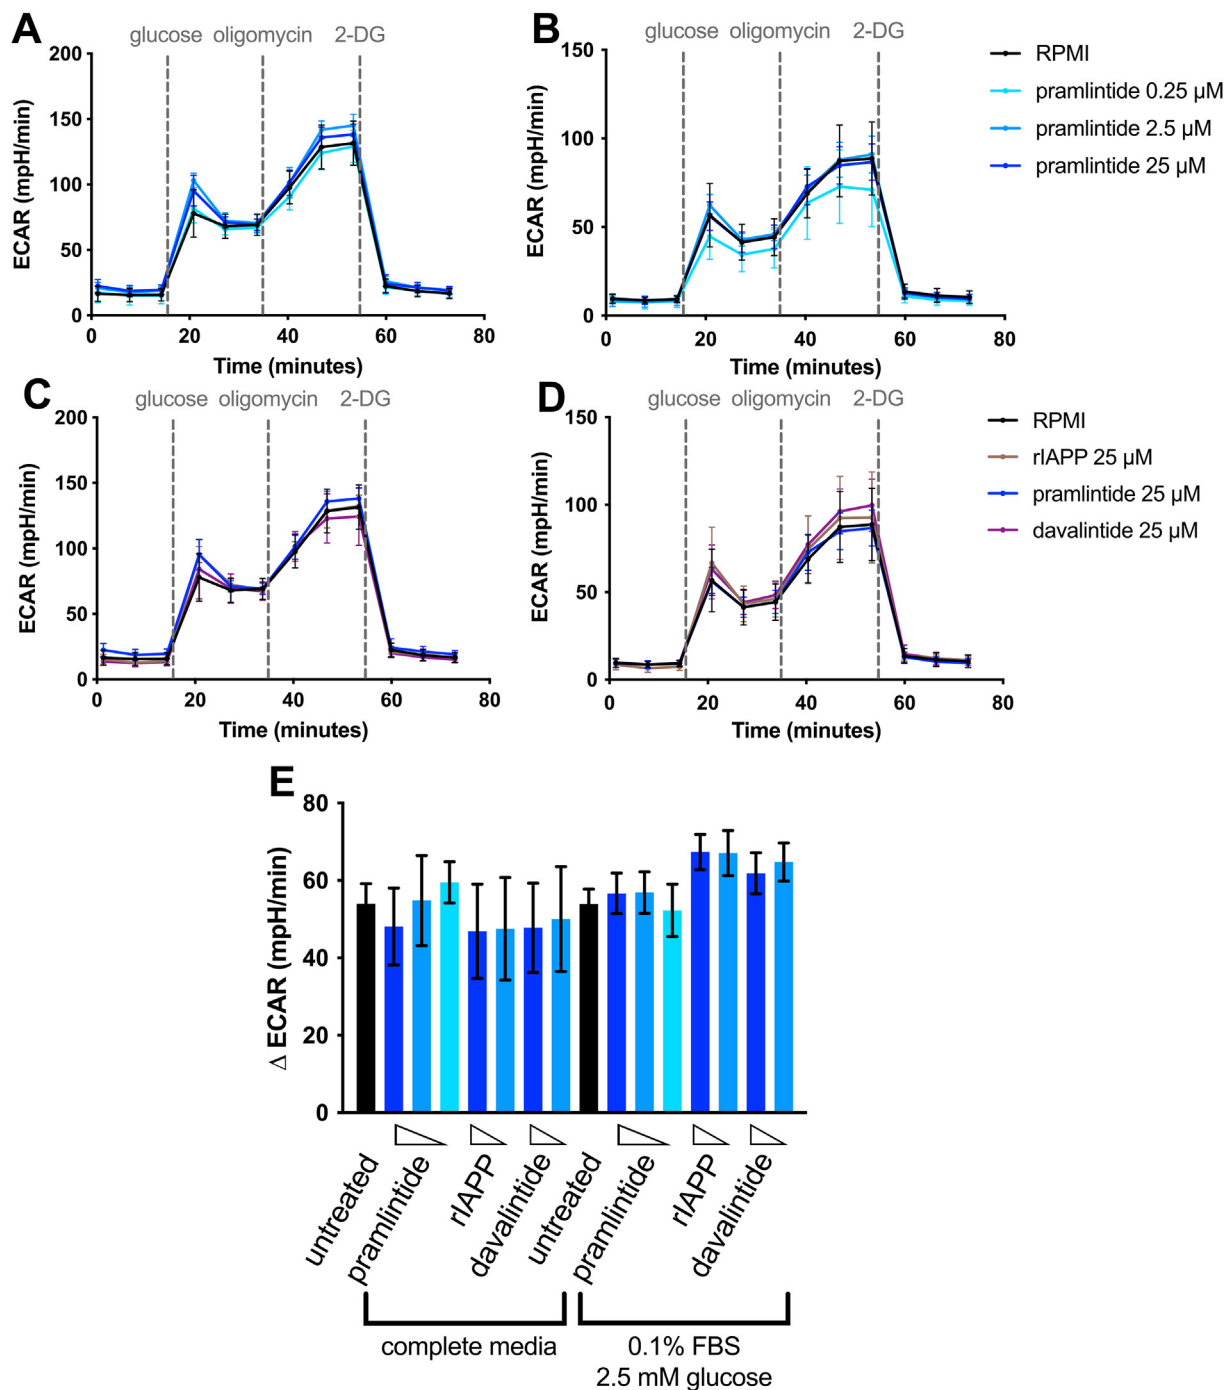 A
glucose oligomycin 2-DG
200
150
100
50
0
0 20 40 60 80
ECAR (mpH/min)
Time (minutes)
B
glucose oligomycin 2-DG
150
100
50
0
0 20 40 60 80
ECAR (mpH/min)
Time (minutes)
RPMI
pramlintide 0.25 µM
pramlintide 2.5 µM
pramlintide 25 µM
C
glucose oligomycin 2-DG
200
150
100
50
0
0 20 40 60 80
ECAR (mpH/min)
Time (minutes)
D
glucose oligomycin 2-DG
150
100
50
0
0 20 40 60 80
ECAR (mpH/min)
Time (minutes)
RPMI
rIAPP 25 µM
pramlintide 25 µM
davalintide 25 µM
E
80
60
40
20
0
Δ ECAR (mpH/min)
untreated
pramlintide
rIAPP
davalintide
untreated
pramlintide
rIAPP
davalintide
complete media
0.1% FBS
2.5 mM glucose